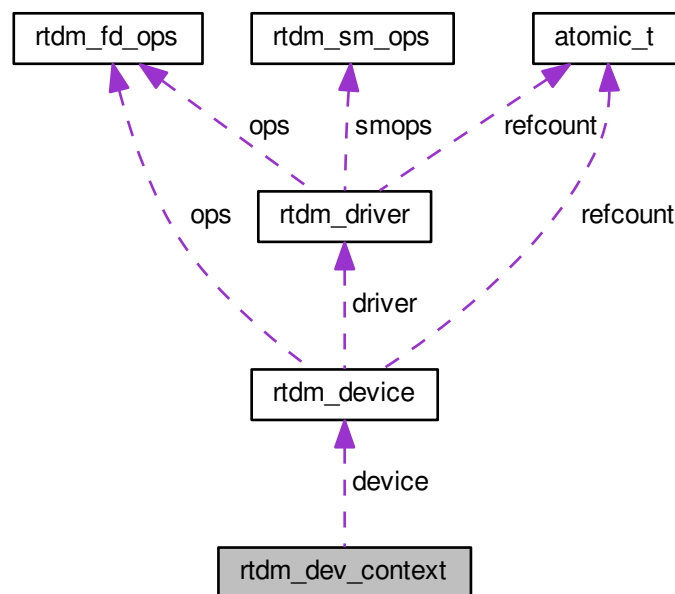 rtdm_fd_ops rtdm_sm_ops atomic_t
ops smops refcount
rtdm_driver
ops refcount
driver
rtdm_device
device
rtdm_dev_context